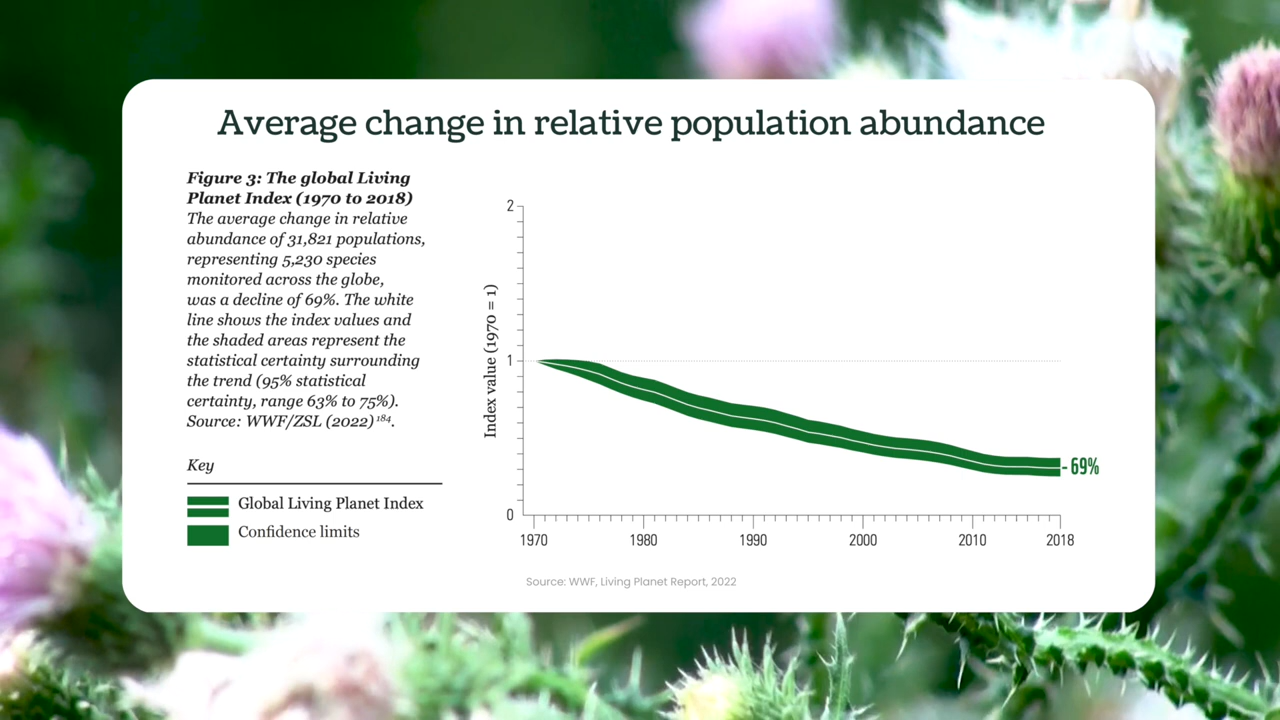 Average change in relative population abundance
Figure 3: The global Living
Planet Index (1970 to 2018)
The average change in relative
abundance of 31,821 populations,
representing 5,230 species
monitored across the globe,
was a decline of 69%. The white
line shows the index values and
the shaded areas represent the
statistical certainty surrounding
the trend (95% statistical
certainty, range 63% to 75%).
Source: WWF/ZSL (2022)184.
Key
Global Living Planet Index
Confidence limits
Index value (1970 = 1)
2
1
0
- 69%
1970 1980 1990 2000 2010 2018
Source: WWF, Living Planet Report, 2022